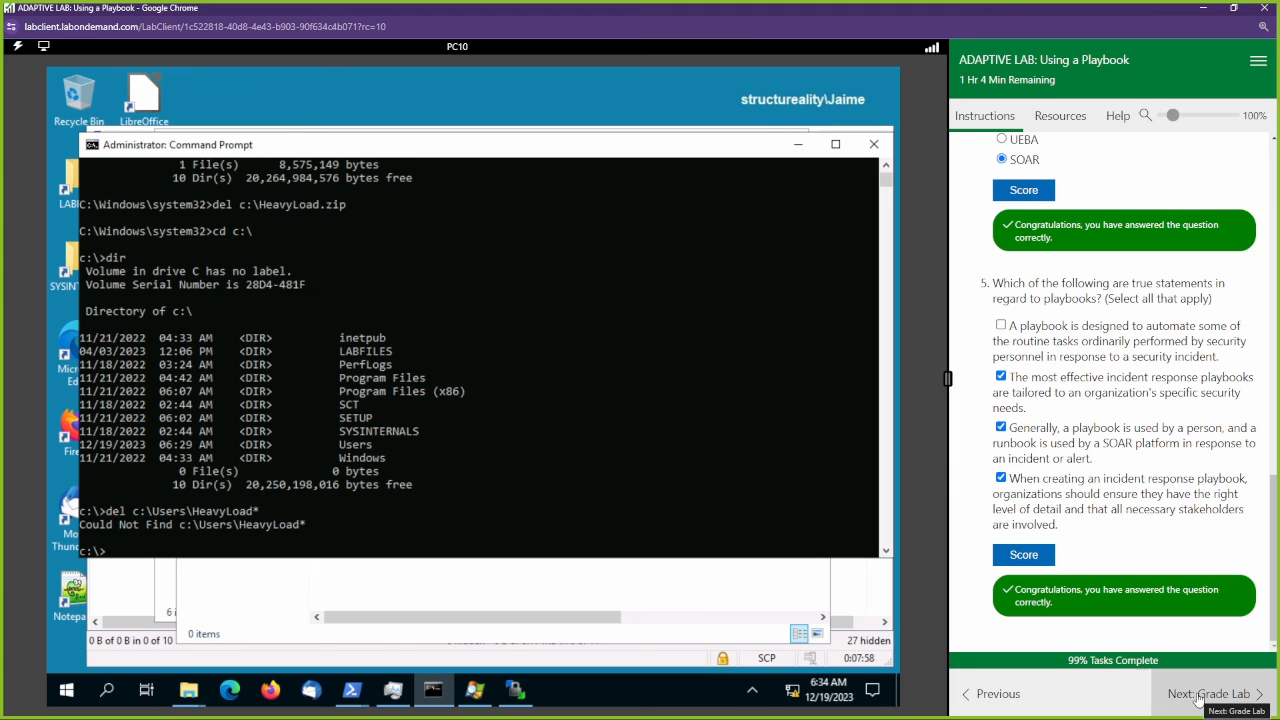 ADAPTIVE LAB: Using a Playbook - Google Chrome
labclient.labondemand.com/LabClient/1c522818-40d8-4e43-b903-90f634c4b071?rc=10
PC10
Recycle Bin
LibreOffice
structureality\Jaime
Administrator: Command Prompt
1 File(s) 8,575,149 bytes
10 Dir(s) 20,264,984,576 bytes free
C:\Windows\system32>del c:\HeavyLoad.zip
C:\Windows\system32>cd c:\
c:\>dir
Volume in drive C has no label.
Volume Serial Number is 28D4-481F
Directory of c:\
11/21/2022 04:33 AM <DIR> inetpub
04/03/2023 12:06 PM <DIR> LABFILES
11/18/2022 03:24 AM <DIR> PerfLogs
11/21/2022 04:42 AM <DIR> Program Files
11/21/2022 06:07 AM <DIR> Program Files (x86)
11/18/2022 02:44 AM <DIR> SCT
11/21/2022 06:02 AM <DIR> SETUP
11/18/2022 02:44 AM <DIR> SYSINTERNALS
12/19/2023 06:29 AM <DIR> Users
11/21/2022 04:33 AM <DIR> Windows
0 File(s) 0 bytes
10 Dir(s) 20,250,198,016 bytes free
c:\>del c:\Users\HeavyLoad*
Could Not Find c:\Users\HeavyLoad*
c:\>
LABF
SYSINT
Micr
Ed
Fire
Mo
Thunc
Notepa
6 i
0 items
0 B of 0 B in 0 of 10
27 hidden
SCP
0:07:58
6:34 AM
12/19/2023
ADAPTIVE LAB: Using a Playbook
1 Hr 4 Min Remaining
Instructions Resources Help 100%
UEBA
SOAR
Score
Congratulations, you have answered the question
correctly.
5. Which of the following are true statements in
regard to playbooks? (Select all that apply)
A playbook is designed to automate some of
the routine tasks ordinarily performed by security
personnel in response to a security incident.
The most effective incident response playbooks
are tailored to an organization's specific security
needs.
Generally, a playbook is used by a person, and a
runbook is used by a SOAR platform in response to
an incident or alert.
When creating an incident response playbook,
organizations should ensure they have the right
level of detail and that all necessary stakeholders
are involved.
Score
Congratulations, you have answered the question
correctly.
99% Tasks Complete
Previous
Next: Grade Lab
Next: Grade Lab